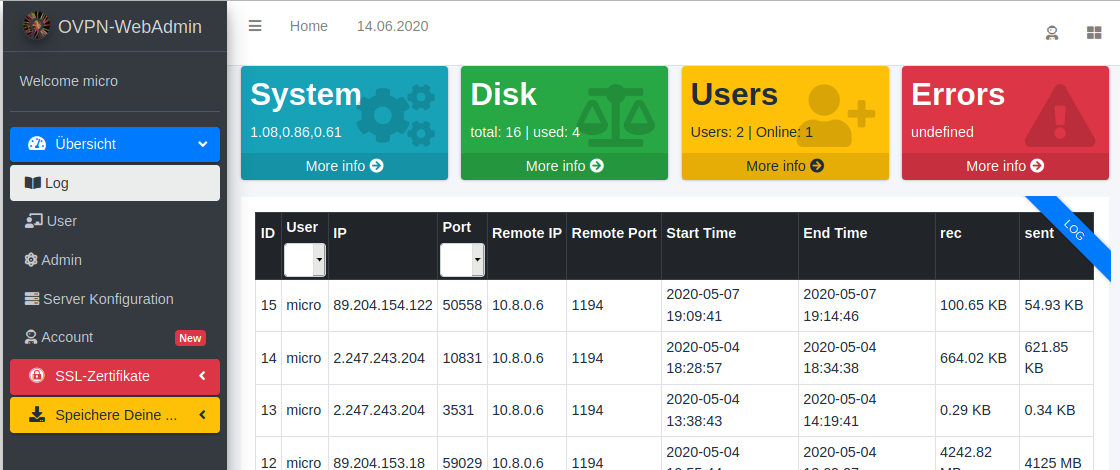 OVPN-WebAdmin
Home 14.06.2020
Welcome micro
Übersicht
Log
User
Admin
Server Konfiguration
Account New
SSL-Zertifikate
Speichere Deine ...
System
1.08,0.86,0.61
More info
Disk
total: 16 | used: 4
More info
Users
Users: 2 | Online: 1
More info
Errors
undefined
More info
LOG
ID User IP Port Remote IP Remote Port Start Time End Time rec sent
15 micro 89.204.154.122 50558 10.8.0.6 1194 2020-05-07 19:09:41 2020-05-07 19:14:46 100.65 KB 54.93 KB
14 micro 2.247.243.204 10831 10.8.0.6 1194 2020-05-04 18:28:57 2020-05-04 18:34:38 664.02 KB 621.85 KB
13 micro 2.247.243.204 3531 10.8.0.6 1194 2020-05-04 13:38:43 2020-05-04 14:19:41 0.29 KB 0.34 KB
12 micro 89.204.153.18 59029 10.8.0.6 1194 2020-05-04 2020-05-04 4242.82 4125 MB